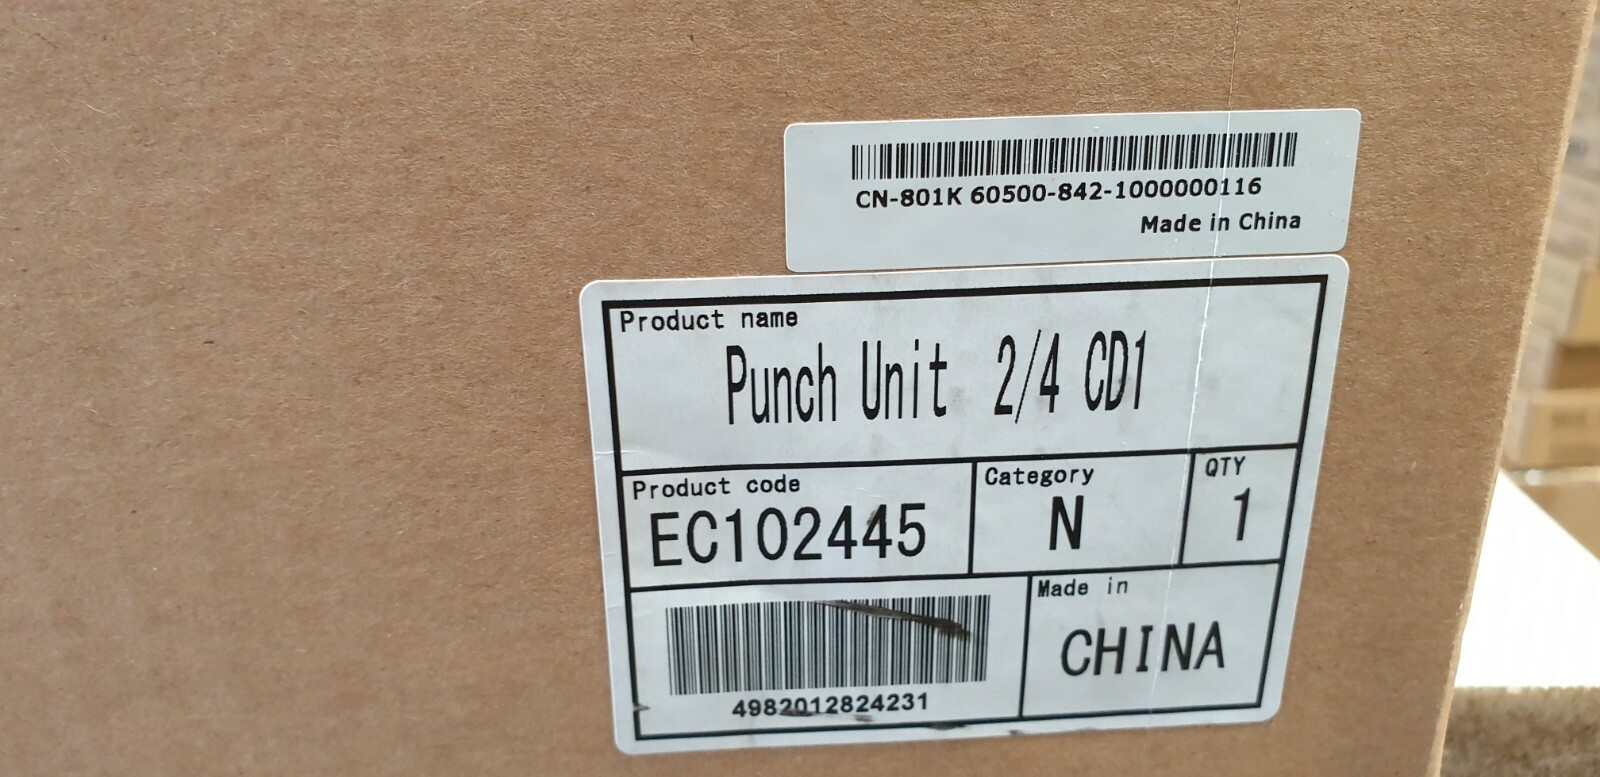 CN-801K 60500-842-1000000116
Made in China
Product name
Punch Unit 2/4 CD1
Product code
EC102445
Category
N
QTY
1
4982012824231
Made in
CHINA